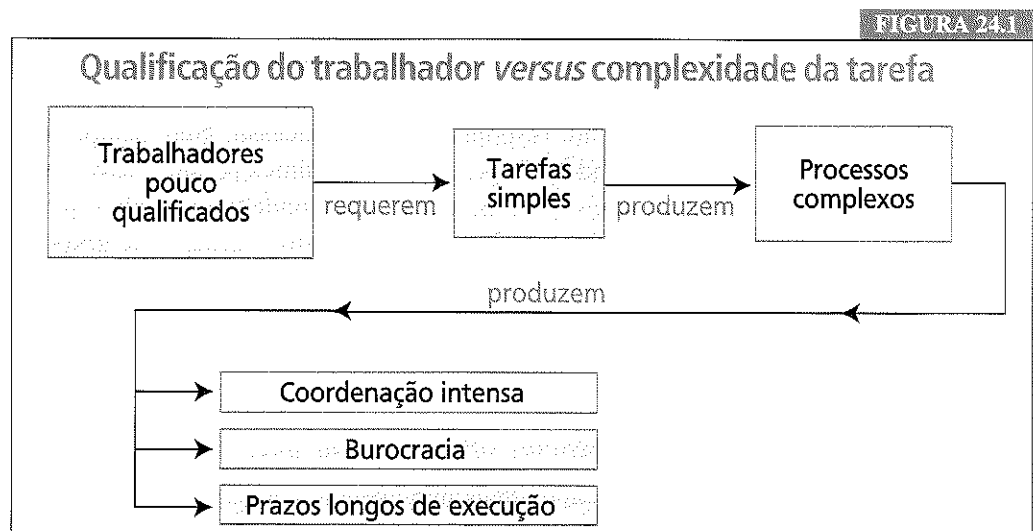 FIGURA 24.1
Qualificação do trabalhador versus complexidade da tarefa
Trabalhadores
pouco
qualificados
requerem
Tarefas
simples
produzem
Processos
complexos
produzem
Coordenação intensa
Burocracia
Prazos longos de execução